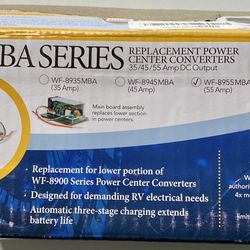 BA SERIES
REPLACEMENT POWER
CENTER CONVERTERS
35/45/55 Amp DC Output
WF-8935MBA
(35 Amp)
WF-8945MBA
(45 Amp)
WF-8955MBA
(55 Amp)
Main board assembly
replaces lower section
in power centers.
• Replacement for lower portion of
WF-8900 Series Power Center Converters
• Designed for demanding RV electrical needs
• Automatic three-stage charging extends
battery life
W
authori
4x m
limit